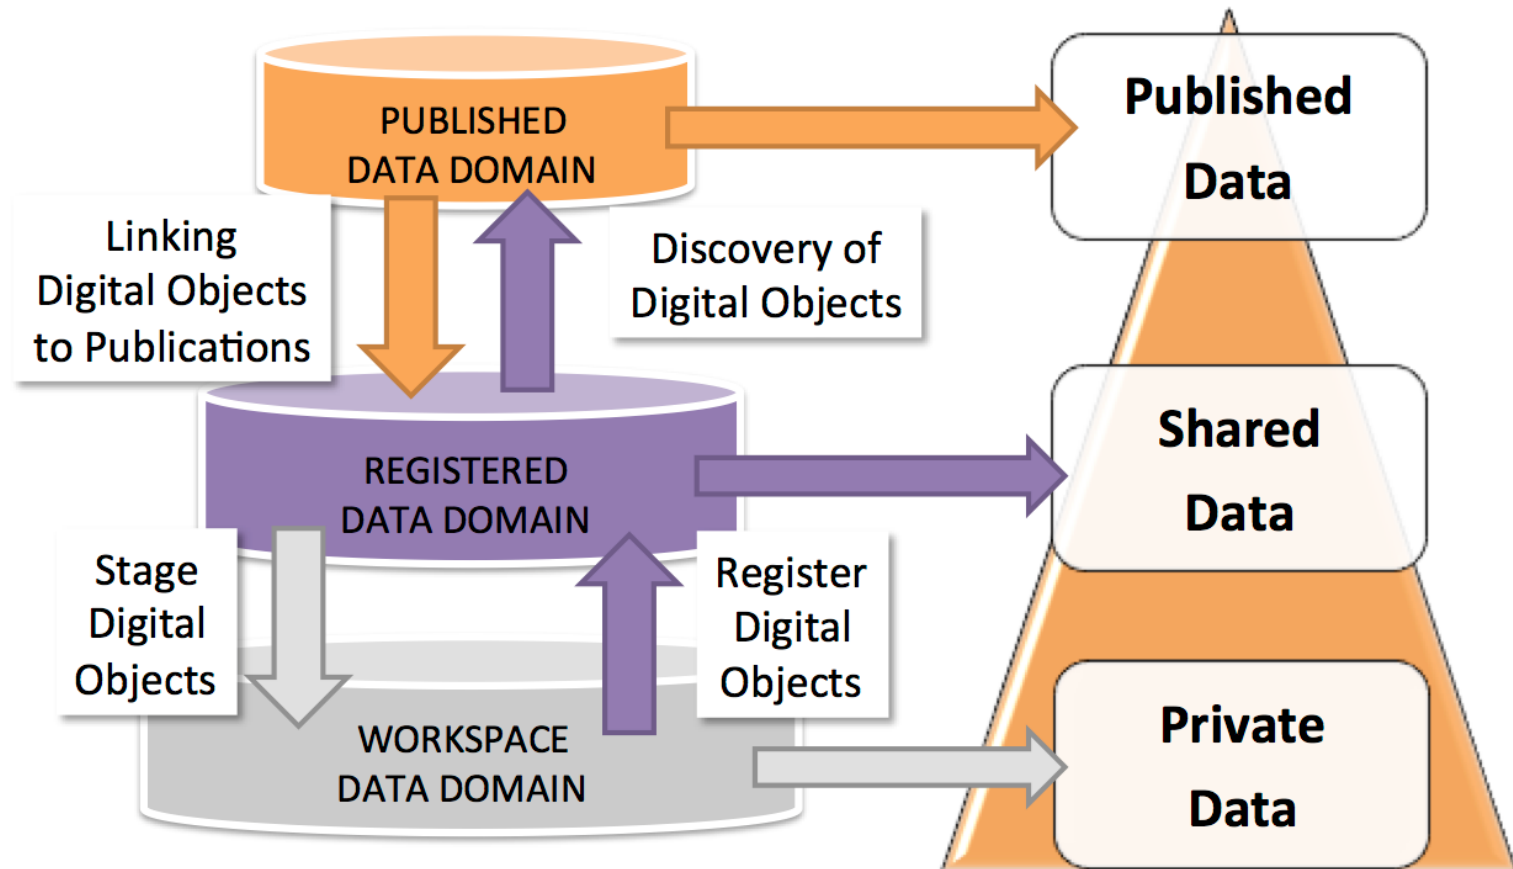 PUBLISHED
DATA DOMAIN
Published
Data
Linking
Digital Objects
to Publications
Discovery of
Digital Objects
REGISTERED
DATA DOMAIN
Shared
Data
Stage
Digital
Objects
Register
Digital
Objects
WORKSPACE
DATA DOMAIN
Private
Data